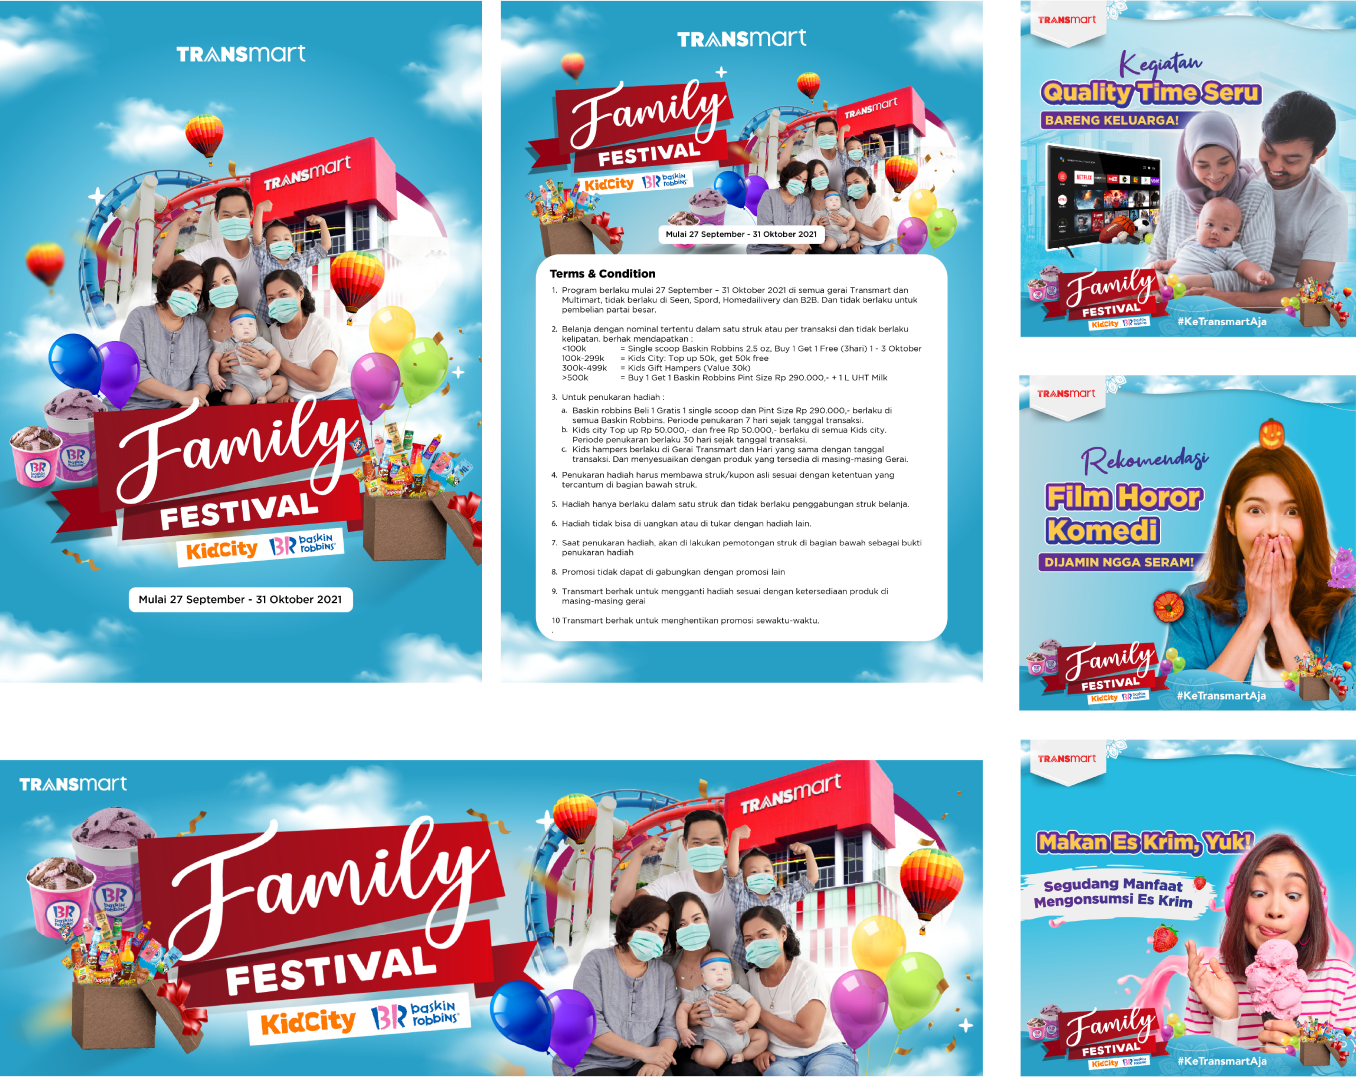 TRANSmart
TRANSmart
Family
FESTIVAL
KidCity BR baskin robbins
Mulai 27 September - 31 Oktober 2021
TRANSmart
Family
FESTIVAL
KidCity BR baskin robbins
TRANSmart
Mulai 27 September - 31 Oktober 2021
Terms & Condition
1. Program berlaku mulai 27 September – 31 Oktober 2021 di semua gerai Transmart dan
Multimart, tidak berlaku di Seen, Spord, Homedailivery dan B2B. Dan tidak berlaku untuk
pembelian partai besar.
2. Belanja dengan nominal tertentu dalam satu struk atau per transaksi dan tidak berlaku
kelipatan. berhak mendapatkan :
<100k = Single scoop Baskin Robbins 2.5 oz, Buy 1 Get 1 Free (3hari) 1 - 3 Oktober
100k-299k = Kids City: Top up 50k, get 50k free
300k-499k = Kids Gift Hampers (Value 30k)
>500k = Buy 1 Get 1 Baskin Robbins Pint Size Rp 290.000,- + 1 L UHT Milk
3. Untuk penukaran hadiah :
a. Baskin robbins Beli 1 Gratis 1 single scoop dan Pint Size Rp 290.000,- berlaku di
semua Baskin Robbins. Periode penukaran 7 hari sejak tanggal transaksi.
b. Kids city Top up Rp 50.000,- dan free Rp 50.000,- berlaku di semua Kids city.
Periode penukaran berlaku 30 hari sejak tanggal transaksi.
c. Kids hampers berlaku di Gerai Transmart dan Hari yang sama dengan tanggal
transaksi. Dan menyesuaikan dengan produk yang tersedia di masing-masing Gerai.
4. Penukaran hadiah harus membawa struk/kupon asli sesuai dengan ketentuan yang
tercantum di bagian bawah struk.
5. Hadiah hanya berlaku dalam satu struk dan tidak berlaku penggabungan struk belanja.
6. Hadiah tidak bisa di uangkan atau di tukar dengan hadiah lain.
7. Saat penukaran hadiah, akan di lakukan pemotongan struk di bagian bawah sebagai bukti
penukaran hadiah
8. Promosi tidak dapat di gabungkan dengan promosi lain
9. Transmart berhak untuk mengganti hadiah sesuai dengan ketersediaan produk di
masing-masing gerai
10 Transmart berhak untuk menghentikan promosi sewaktu-waktu.
.
TRANSmart
Kegiatan
Quality Time Seru
BARENG KELUARGA!
NETFLIX
Family
FESTIVAL
KidCity BR baskin robbins
#KeTransmartAja
TRANSmart
Rekomendasi
Film Horor
Komedi
DIJAMIN NGGA SERAM!
Family
FESTIVAL
KidCity BR baskin robbins
#KeTransmartAja
TRANSmart
TRANSmart
Family
FESTIVAL
KidCity BR baskin robbins
BR
BR
TRANSmart
Makan Es Krim, Yuk!
Segudang Manfaat
Mengonsumsi Es Krim
Family
FESTIVAL
KidCity BR baskin robbins
#KeTransmartAja